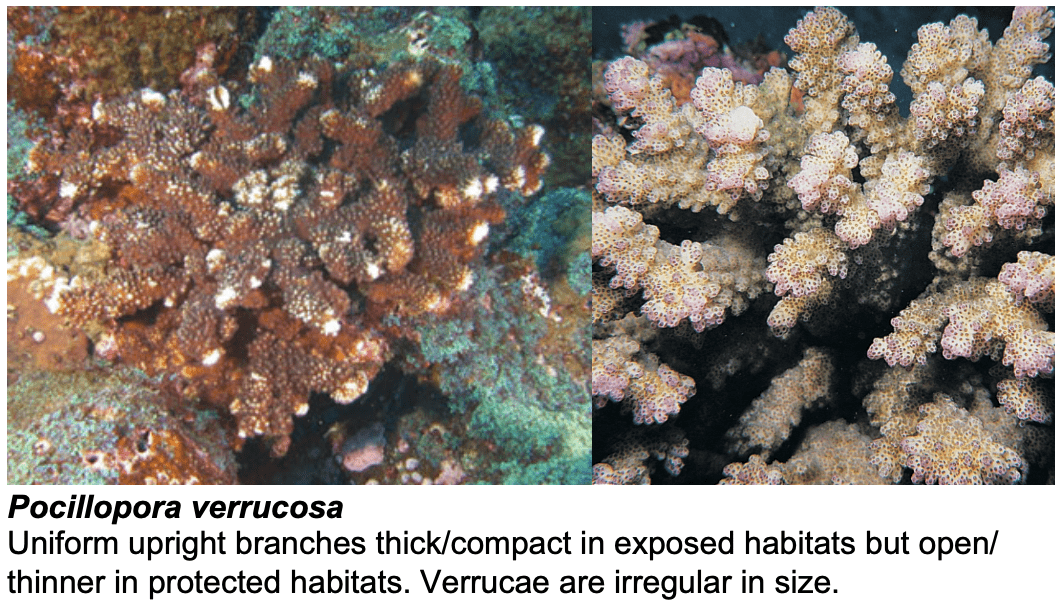 Pocillopora verrucosa
Uniform upright branches thick/compact in exposed habitats but open/
thinner in protected habitats. Verrucae are irregular in size.